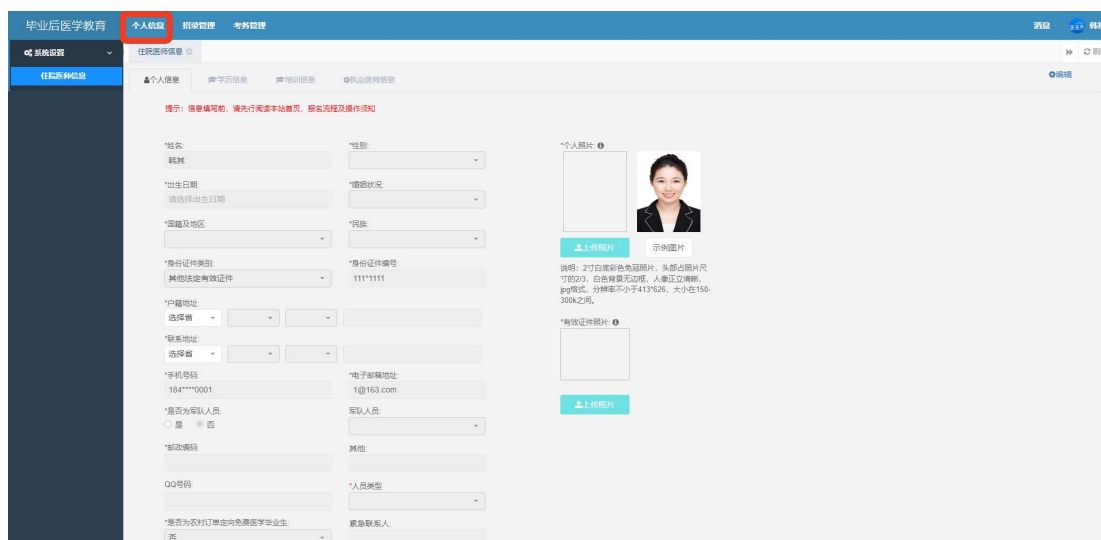 毕业后医学教育 个人信息 招录管理 考务管理 消息
系统设置 住院医师信息
住院医师信息 个人信息 学历信息 培训信息 执业医师信息 编辑
提示：信息填写前，请先行阅读本站首页，报名流程及操作须知
*姓名: *性别: *个人照片:
韩某
*出生日期: *婚姻状况:
请选择出生日期
*国籍及地区: *民族:
上传照片 示例图片
*身份证件类别: *身份证件编号:
其他法定有效证件 111*1111
说明：2寸白底彩色免冠照片，头部占照片尺
寸的2/3，白色背景无边框，人像正立清晰，
jpg格式，分辨率不小于413*626，大小在150-
300k之间。
*户籍地址:
选择省
*有效证件照片:
*联系地址:
选择省
*手机号码: *电子邮箱地址:
184****0001 1@163.com
*是否为军队人员: 军队人员:
是 否
上传照片
*邮政编码: 其他:
QQ号码: *人员类型
*是否为农村订单定向免费医学毕业生: 紧急联系人:
否